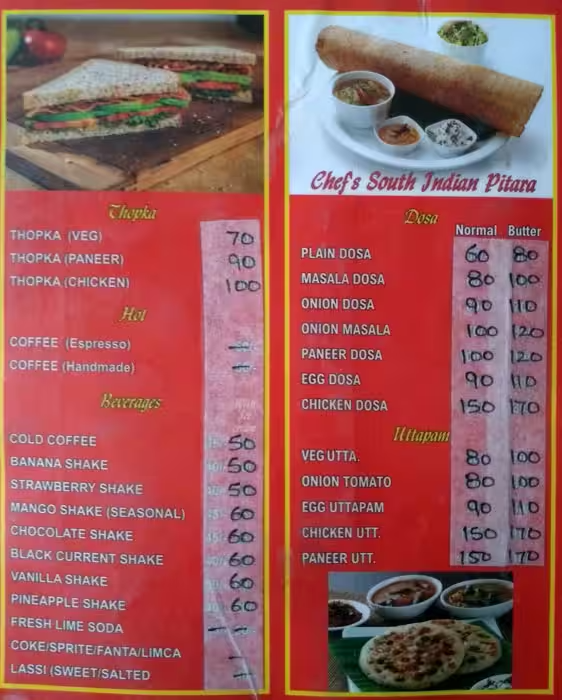 Thopka
THOPKA (VEG) 70
THOPKA (PANEER) 90
THOPKA (CHICKEN) 100
Hot
COFFEE (Espresso)
COFFEE (Handmade)
Beverages
COLD COFFEE 50
BANANA SHAKE 50
STRAWBERRY SHAKE 50
MANGO SHAKE (SEASONAL) 60
CHOCOLATE SHAKE 60
BLACK CURRENT SHAKE 60
VANILLA SHAKE 60
PINEAPPLE SHAKE 60
FRESH LIME SODA
COKE/SPRITE/FANTA/LIMCA
LASSI (SWEET/SALTED
Chef's South Indian Pitara
Dosa
Normal Butter
PLAIN DOSA 60 80
MASALA DOSA 80 100
ONION DOSA 90 110
ONION MASALA 100 120
PANEER DOSA 100 120
EGG DOSA 90 110
CHICKEN DOSA 150 170
Uttapam
VEG UTTA. 80 100
ONION TOMATO 80 100
EGG UTTAPAM 90 110
CHICKEN UTT. 150 170
PANEER UTT. 150 170